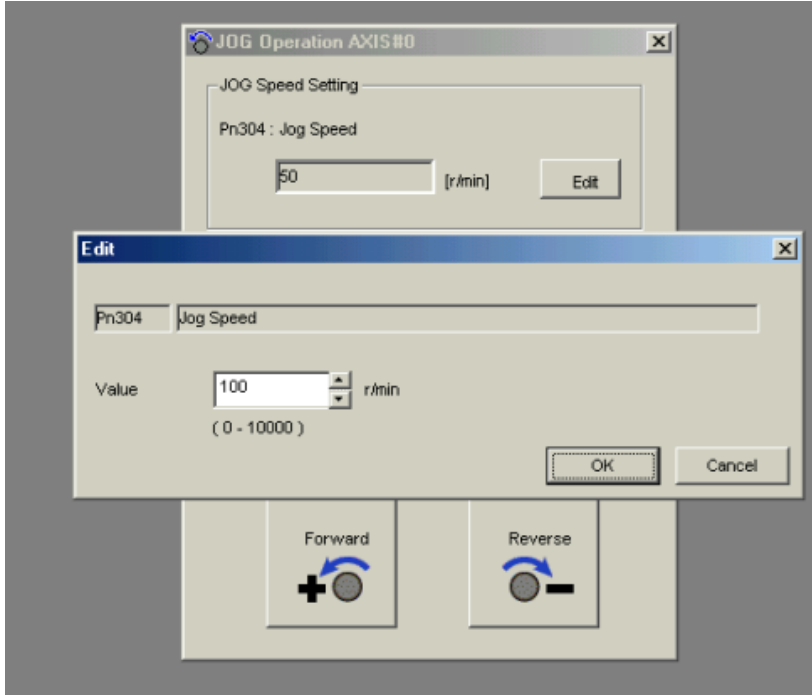 JOG Operation AXIS#0
JOG Speed Setting
Pn304 : Jog Speed
50 [r/min] Edit
Edit
Pn304 Jog Speed
Value 100 r/min
( 0 - 10000 )
OK Cancel
Forward Reverse